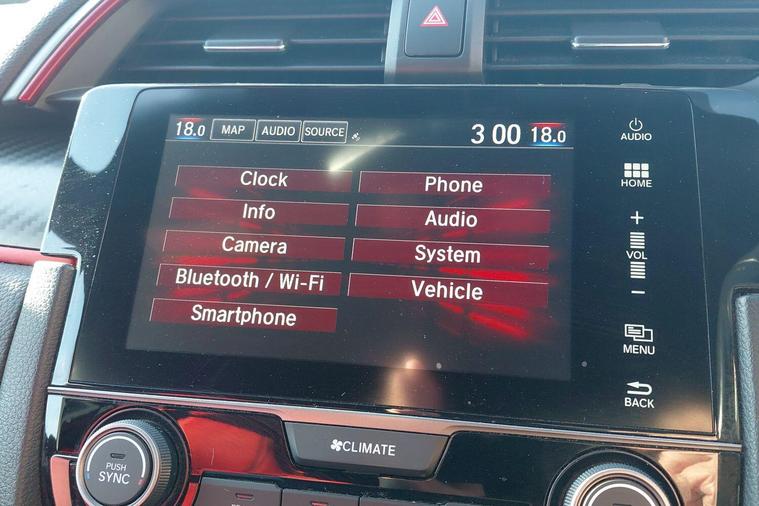 18.0 MAP AUDIO SOURCE 3 00 18.0
Clock
Phone
Info
Audio
Camera
System
Bluetooth / Wi-Fi
Vehicle
Smartphone
AUDIO
HOME
+
VOL
−
MENU
BACK
CLIMATE
PUSH
SYNC